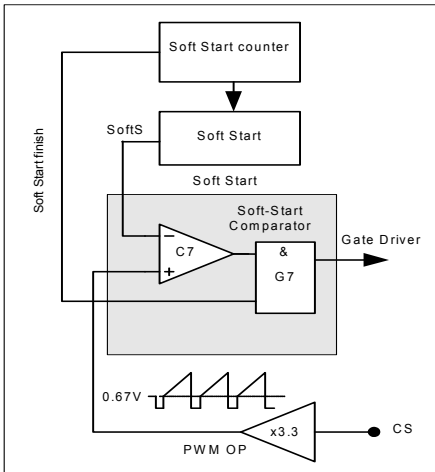 Soft Start counter
Soft Start
SoftS
Soft Start finish
Soft Start
Soft-Start
Comparator
−
C7
+
&
G7
Gate Driver
0.67V
x3.3
CS
PWM OP